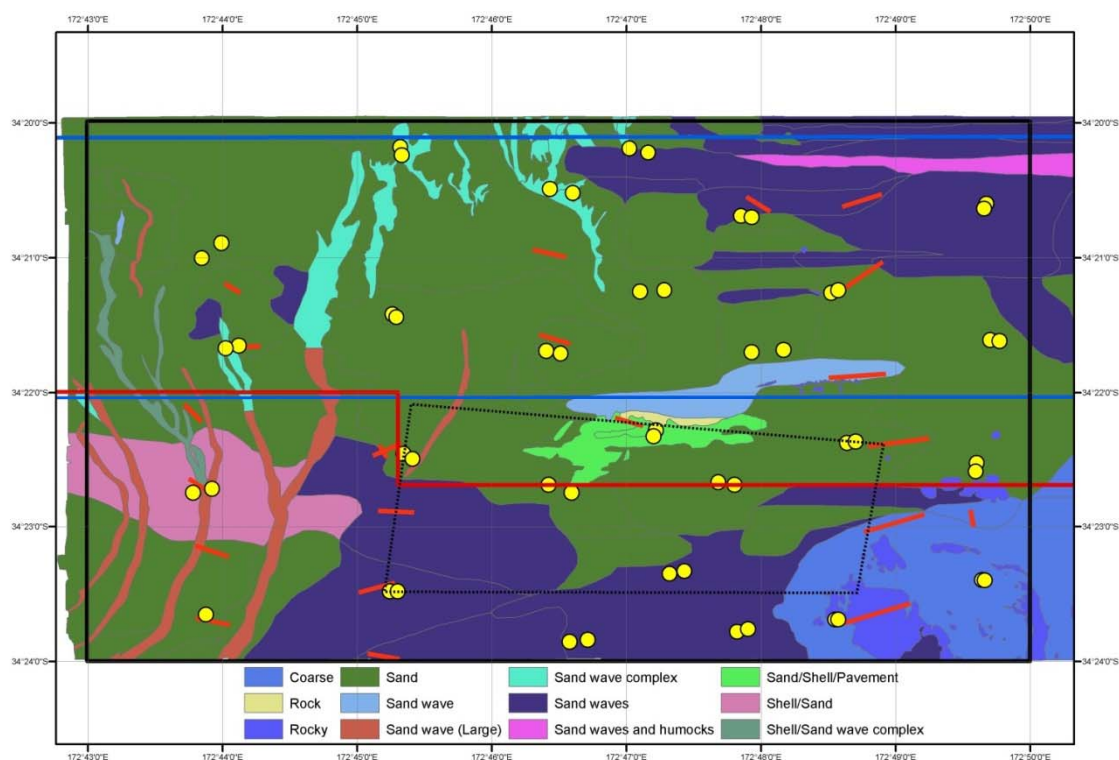 172°43'0"E 172°44'0"E 172°45'0"E 172°46'0"E 172°47'0"E 172°48'0"E 172°49'0"E 172°50'0"E
34°20'0"S 34°20'0"S
34°21'0"S 34°21'0"S
34°22'0"S 34°22'0"S
34°23'0"S 34°23'0"S
34°24'0"S 34°24'0"S
Coarse Sand Sand wave complex Sand/Shell/Pavement
Rock Sand wave Sand waves Shell/Sand
Rocky Sand wave (Large) Sand waves and humocks Shell/Sand wave complex
172°43'0"E 172°44'0"E 172°45'0"E 172°46'0"E 172°47'0"E 172°48'0"E 172°49'0"E 172°50'0"E